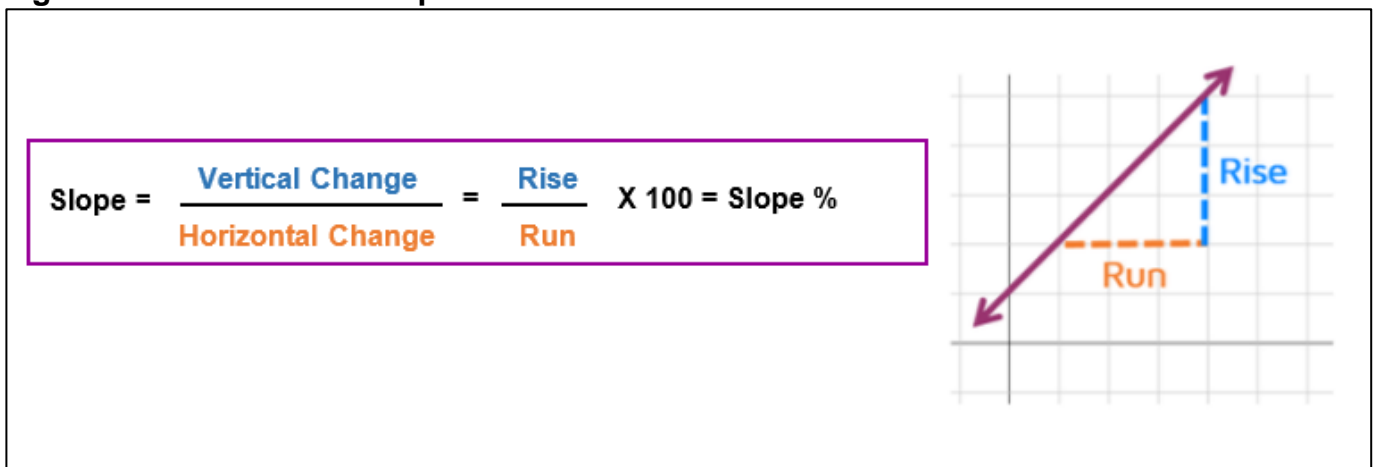 Slope = Vertical Change / Horizontal Change = Rise / Run X 100 = Slope %
Rise
Run